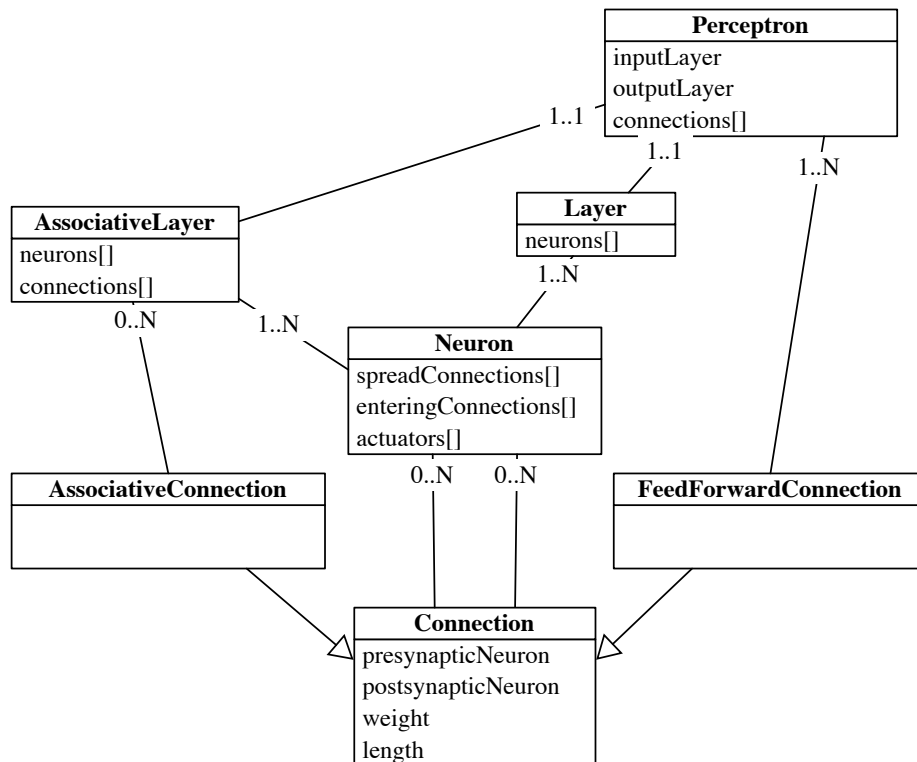 Perceptron
inputLayer
outputLayer
connections[]
1..1
1..1
1..N
AssociativeLayer
neurons[]
connections[]
Layer
neurons[]
0..N
1..N
1..N
Neuron
spreadConnections[]
enteringConnections[]
actuators[]
0..N
0..N
AssociativeConnection
FeedForwardConnection
Connection
presynapticNeuron
postsynapticNeuron
weight
length